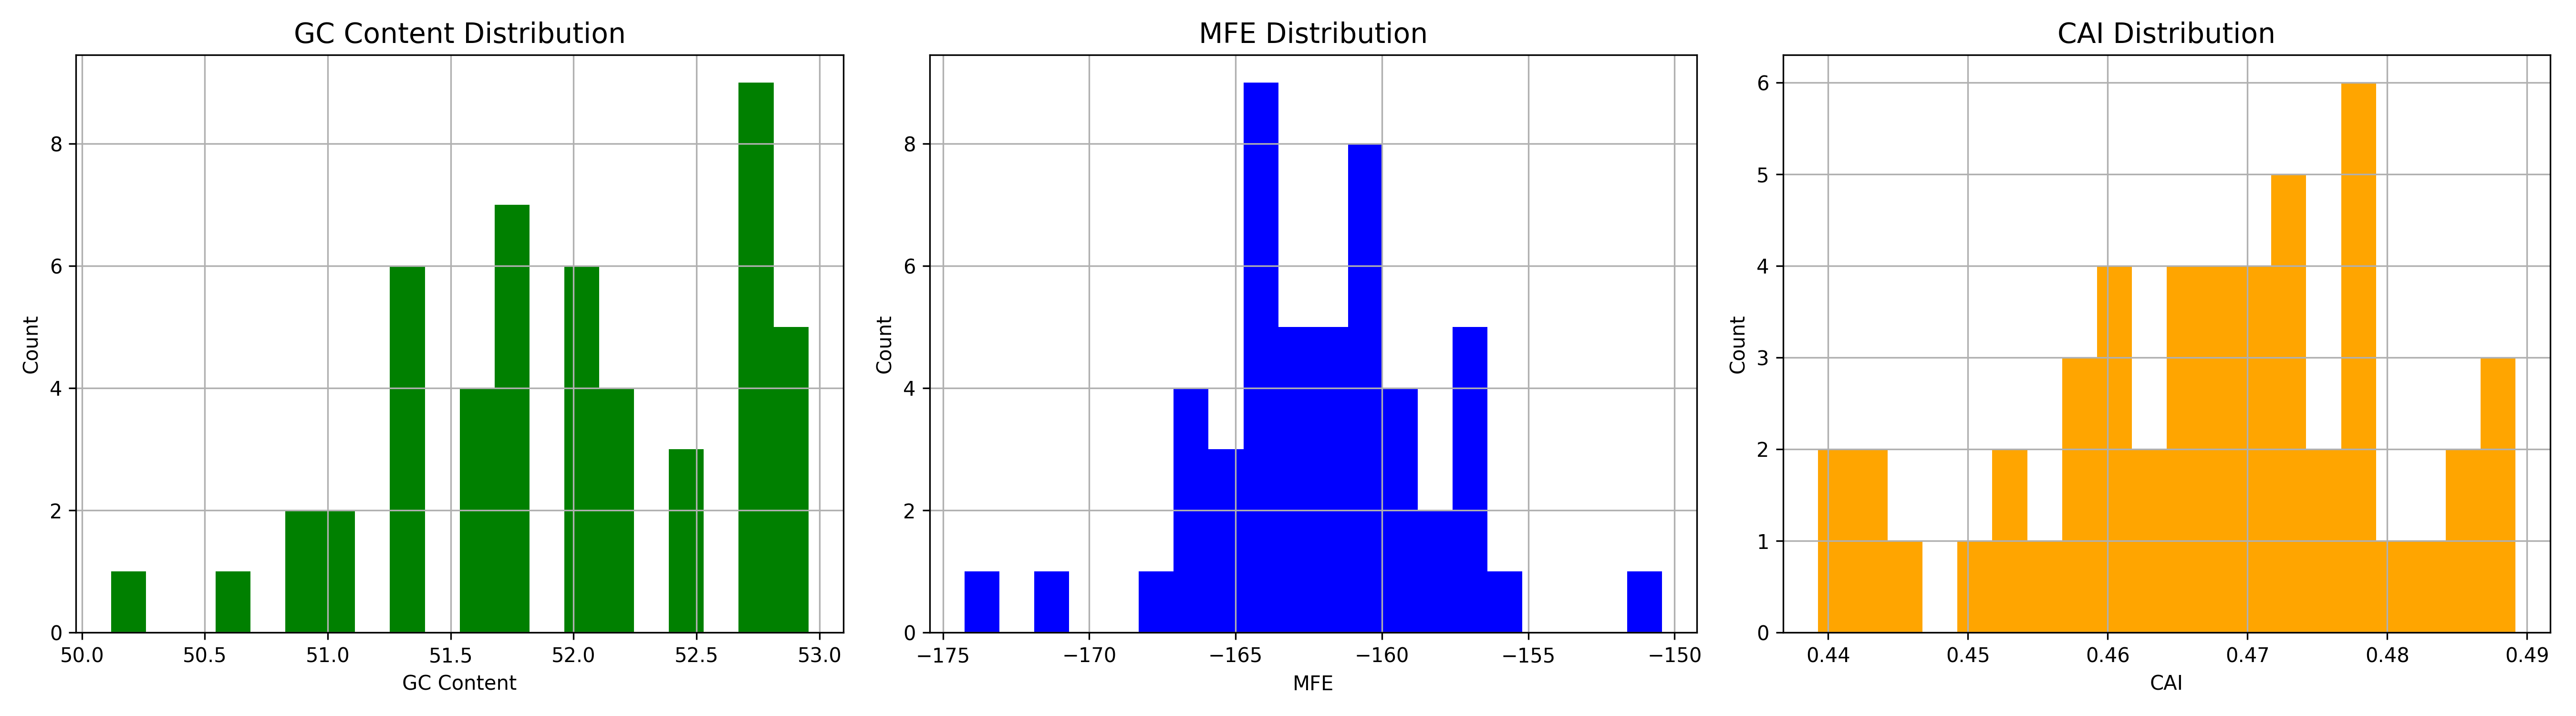 GC Content Distribution
8
6
4
2
0
Count
50.0 50.5 51.0 51.5 52.0 52.5 53.0
GC Content
MFE Distribution
8
6
4
2
0
Count
−175 −170 −165 −160 −155 −150
MFE
CAI Distribution
6
5
4
3
2
1
0
Count
0.44 0.45 0.46 0.47 0.48 0.49
CAI